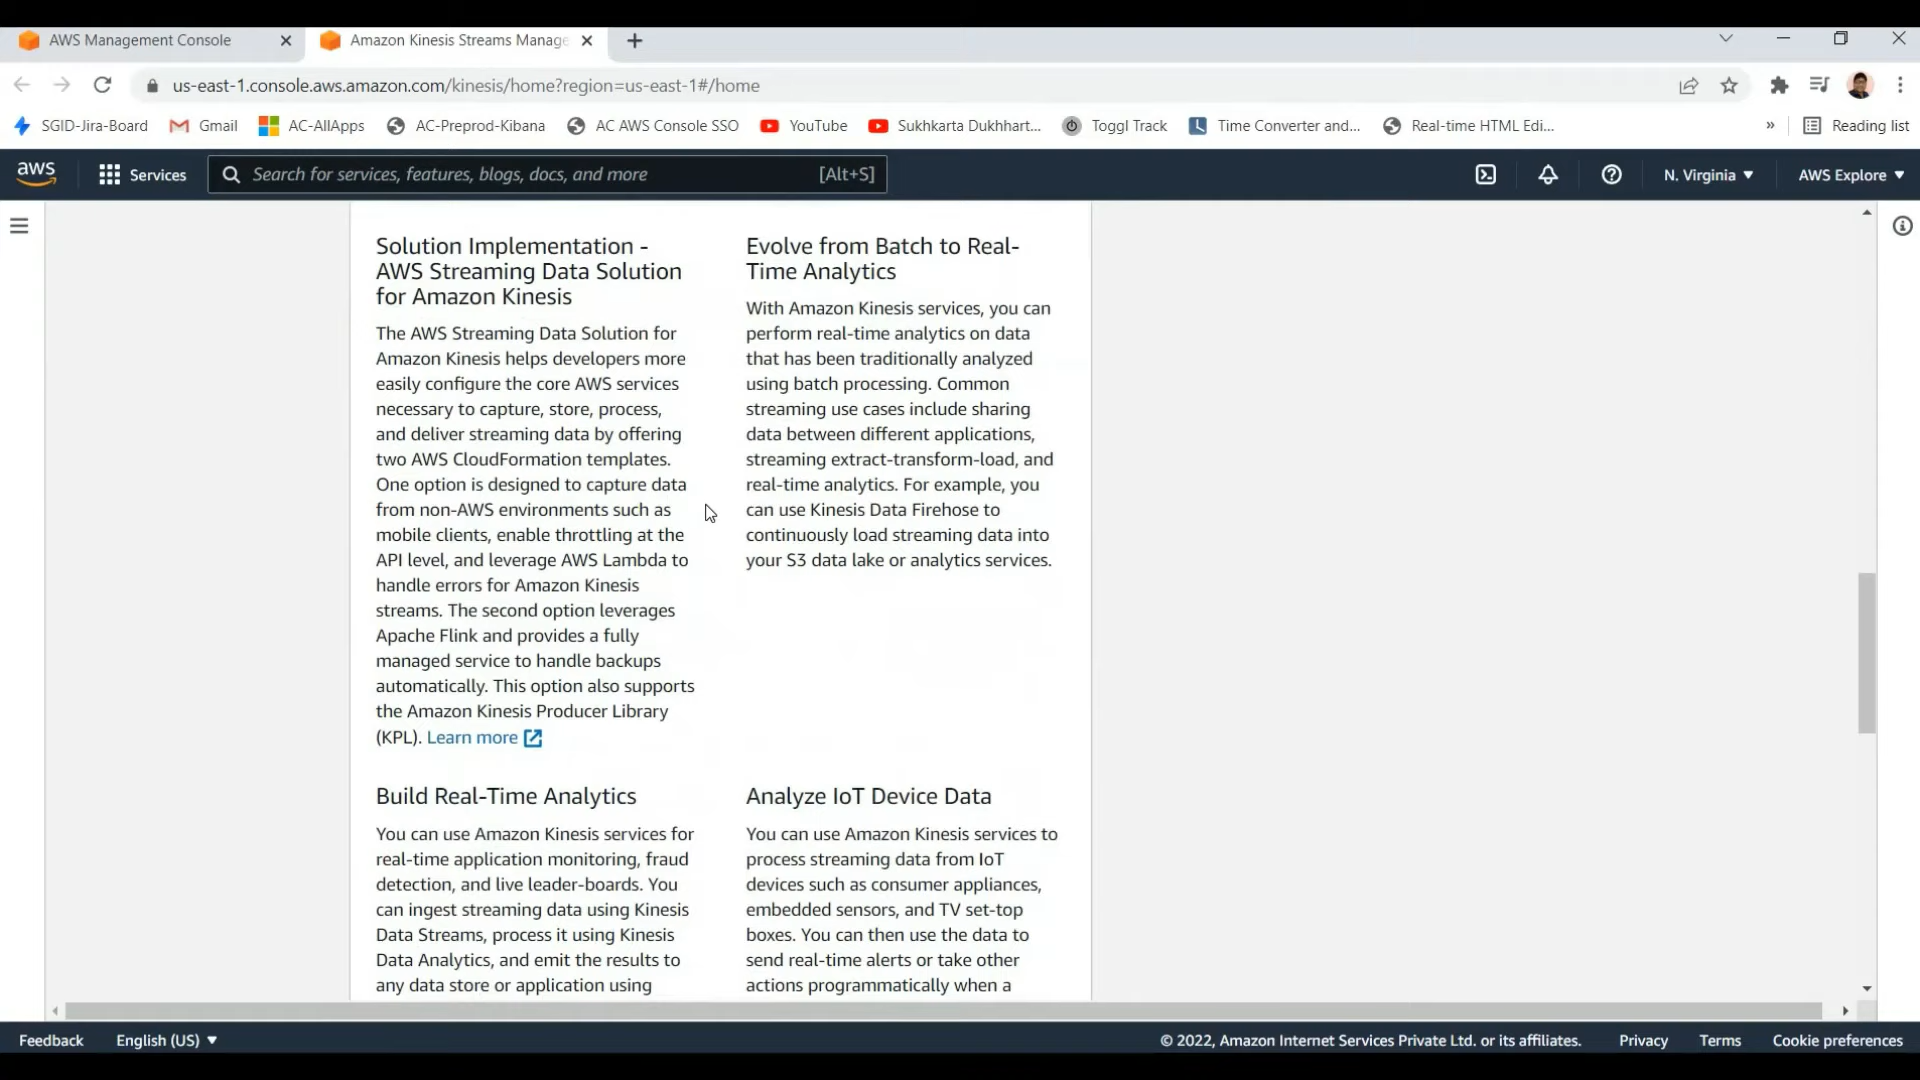 AWS Management Console
Amazon Kinesis Streams Manage
us-east-1.console.aws.amazon.com/kinesis/home?region=us-east-1#/home
SGID-Jira-Board
Gmail
AC-AllApps
AC-Preprod-Kibana
AC AWS Console SSO
YouTube
Sukhkarta Dukhhart...
Toggl Track
Time Converter and...
Real-time HTML Edi...
»
Reading list
aws
Services
Search for services, features, blogs, docs, and more
[Alt+S]
N. Virginia
AWS Explore
Solution Implementation -
AWS Streaming Data Solution
for Amazon Kinesis
The AWS Streaming Data Solution for
Amazon Kinesis helps developers more
easily configure the core AWS services
necessary to capture, store, process,
and deliver streaming data by offering
two AWS CloudFormation templates.
One option is designed to capture data
from non-AWS environments such as
mobile clients, enable throttling at the
API level, and leverage AWS Lambda to
handle errors for Amazon Kinesis
streams. The second option leverages
Apache Flink and provides a fully
managed service to handle backups
automatically. This option also supports
the Amazon Kinesis Producer Library
(KPL). Learn more
Evolve from Batch to Real-
Time Analytics
With Amazon Kinesis services, you can
perform real-time analytics on data
that has been traditionally analyzed
using batch processing. Common
streaming use cases include sharing
data between different applications,
streaming extract-transform-load, and
real-time analytics. For example, you
can use Kinesis Data Firehose to
continuously load streaming data into
your S3 data lake or analytics services.
Build Real-Time Analytics
You can use Amazon Kinesis services for
real-time application monitoring, fraud
detection, and live leader-boards. You
can ingest streaming data using Kinesis
Data Streams, process it using Kinesis
Data Analytics, and emit the results to
any data store or application using
Analyze IoT Device Data
You can use Amazon Kinesis services to
process streaming data from IoT
devices such as consumer appliances,
embedded sensors, and TV set-top
boxes. You can then use the data to
send real-time alerts or take other
actions programmatically when a
Feedback
English (US)
© 2022, Amazon Internet Services Private Ltd. or its affiliates.
Privacy
Terms
Cookie preferences